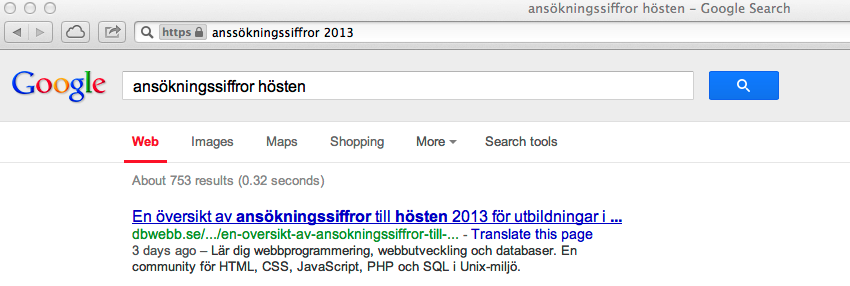 ansökningssiffror hösten – Google Search
https anssökningssiffror 2013
Google ansökningssiffror hösten
Web Images Maps Shopping More Search tools
About 753 results (0.32 seconds)
En översikt av ansökningssiffror till hösten 2013 för utbildningar i ...
dbwebb.se/.../en-oversikt-av-ansokningssiffror-till-... - Translate this page
3 days ago – Lär dig webbprogrammering, webbutveckling och databaser. En
community för HTML, CSS, JavaScript, PHP och SQL i Unix-miljö.